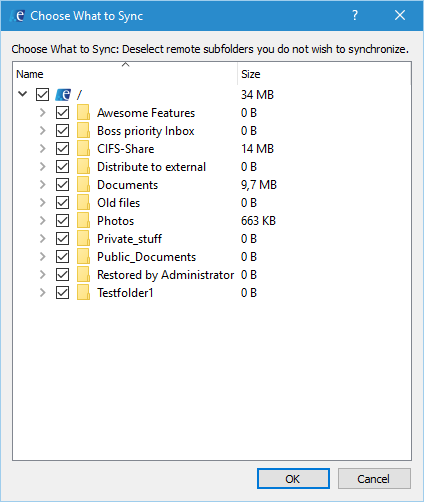 Choose What to Sync
Choose What to Sync: Deselect remote subfolders you do not wish to synchronize.
Name Size
/ 34 MB
Awesome Features 0 B
Boss priority Inbox 0 B
CIFS-Share 14 MB
Distribute to external 0 B
Documents 9,7 MB
Old files 0 B
Photos 663 KB
Private_stuff 0 B
Public_Documents 0 B
Restored by Administrator 0 B
Testfolder1 0 B
OK Cancel